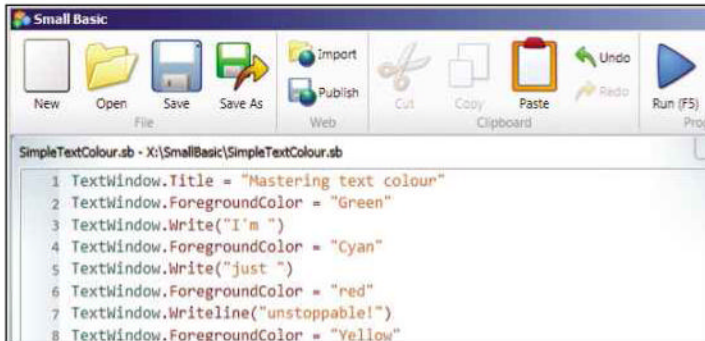 Small Basic
New Open Save Save As Import Publish Cut Copy Paste Undo Redo Run (F5)
File Web Clipboard
SimpleTextColour.sb - X:\SmallBasic\SimpleTextColour.sb
1 TextWindow.Title = "Mastering text colour"
2 TextWindow.ForegroundColor = "Green"
3 TextWindow.Write("I'm ")
4 TextWindow.ForegroundColor = "Cyan"
5 TextWindow.Write("just ")
6 TextWindow.ForegroundColor = "red"
7 TextWindow.Writeline("unstoppable!")
8 TextWindow.ForegroundColor = "Yellow"